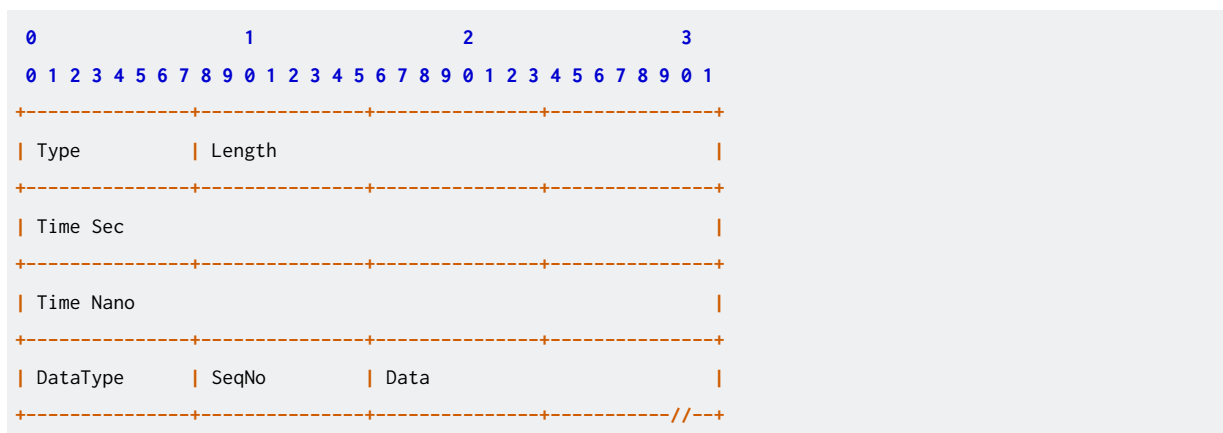 0                   1                   2                   3
 0 1 2 3 4 5 6 7 8 9 0 1 2 3 4 5 6 7 8 9 0 1 2 3 4 5 6 7 8 9 0 1
+---------------+---------------+---------------+---------------+
| Type          | Length                                        |
+---------------+---------------+---------------+---------------+
| Time Sec                                                      |
+---------------+---------------+---------------+---------------+
| Time Nano                                                     |
+---------------+---------------+---------------+---------------+
| DataType      | SeqNo         | Data                          |
+---------------+---------------+---------------+-----------//--+